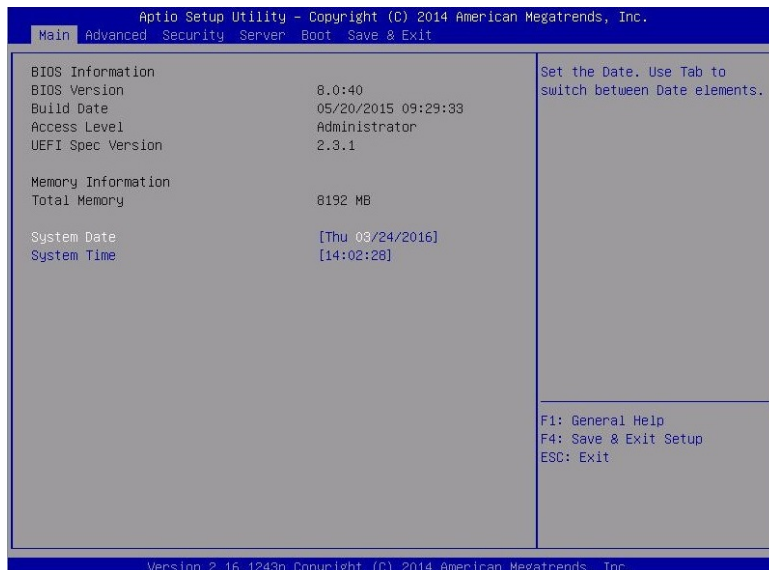 Aptio Setup Utility - Copyright (C) 2014 American Megatrends, Inc.
Main Advanced Security Server Boot Save & Exit
BIOS Information
BIOS Version 8.0:40
Build Date 05/20/2015 09:29:33
Access Level Administrator
UEFI Spec Version 2.3.1
Memory Information
Total Memory 8192 MB
System Date [Thu 03/24/2016]
System Time [14:02:28]
Set the Date. Use Tab to
switch between Date elements.
F1: General Help
F4: Save & Exit Setup
ESC: Exit
Version 2.16.1243n Copyright (C) 2014 American Megatrends, Inc.